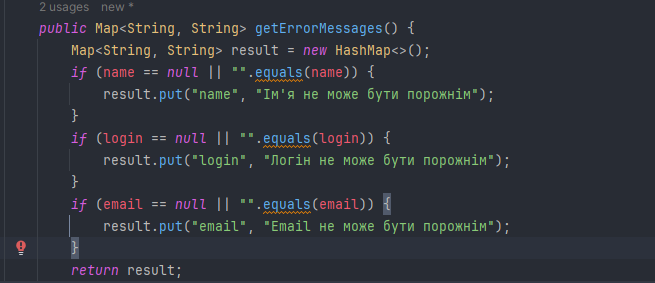 2 usages   new *
public Map<String, String> getErrorMessages() {
    Map<String, String> result = new HashMap<>();
    if (name == null || "".equals(name)) {
        result.put("name", "Ім'я не може бути порожнім");
    }
    if (login == null || "".equals(login)) {
        result.put("login", "Логін не може бути порожнім");
    }
    if (email == null || "".equals(email)) {
        result.put("email", "Email не може бути порожнім");
    }
    return result;